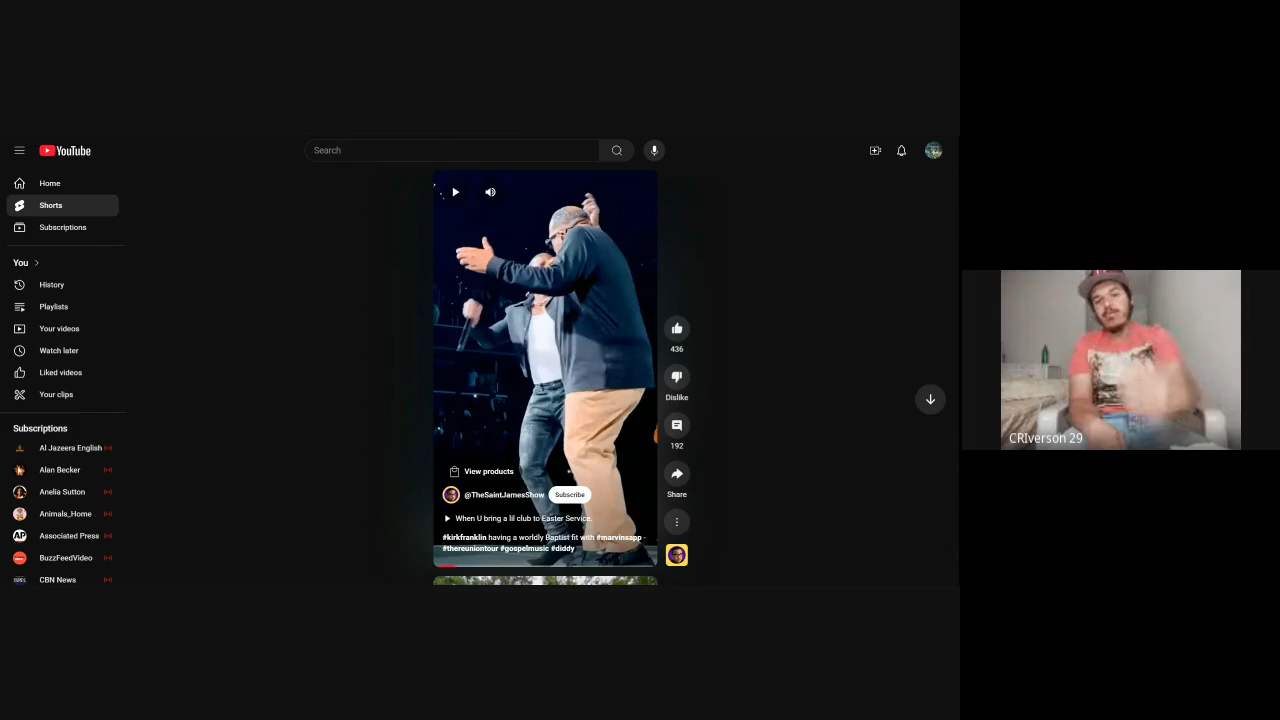 YouTube
Search
Home
Shorts
Subscriptions
You
History
Playlists
Your videos
Watch later
Liked videos
Your clips
Subscriptions
Al Jazeera English
Alan Becker
Anelia Sutton
Animals_Home
AP Associated Press
BuzzFeedVideo
CBN News
View products
@TheSaintJamesShow Subscribe
When U bring a lil club to Easter Service.
#kirkfranklin having a worldly Baptist fit with #marvinsapp -
#thereuniontour #gospelmusic #diddy
436
Dislike
192
Share
CRIverson 29